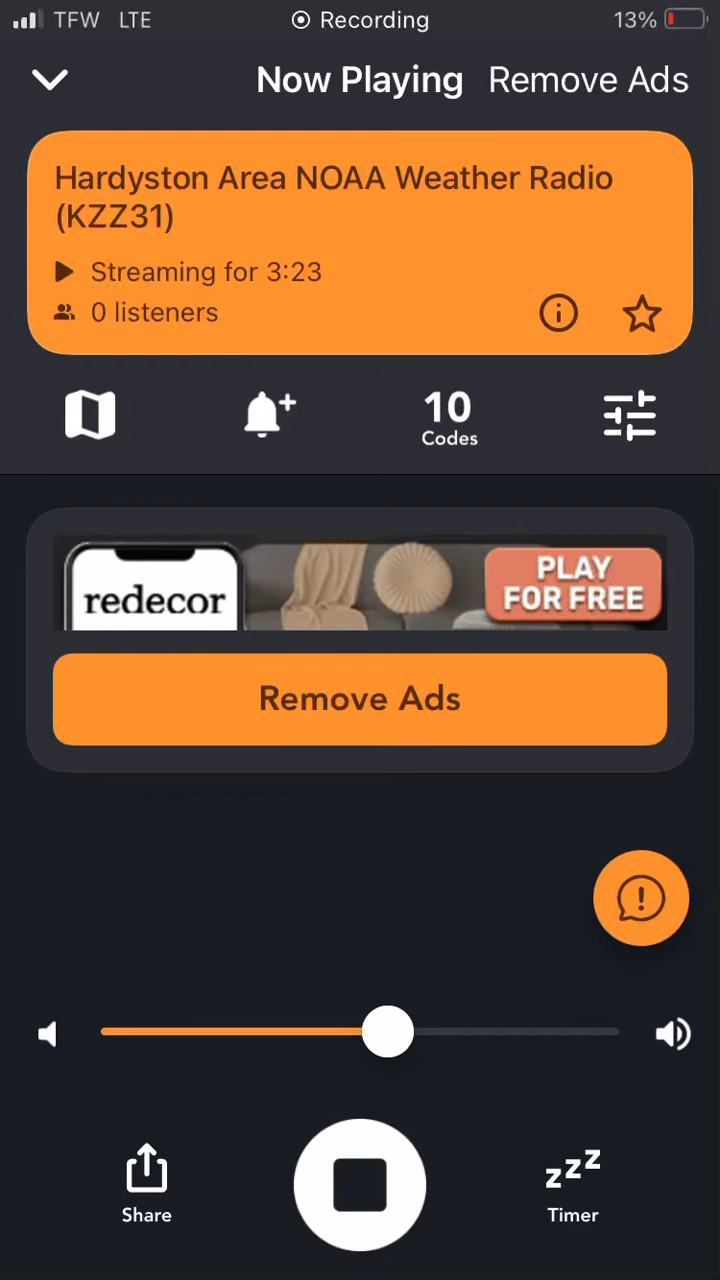 TFW LTE Recording 13%
Now Playing Remove Ads
Hardyston Area NOAA Weather Radio
(KZZ31)
Streaming for 3:23
0 listeners
10
Codes
redecor
PLAY
FOR FREE
Remove Ads
Share
zzz
Timer